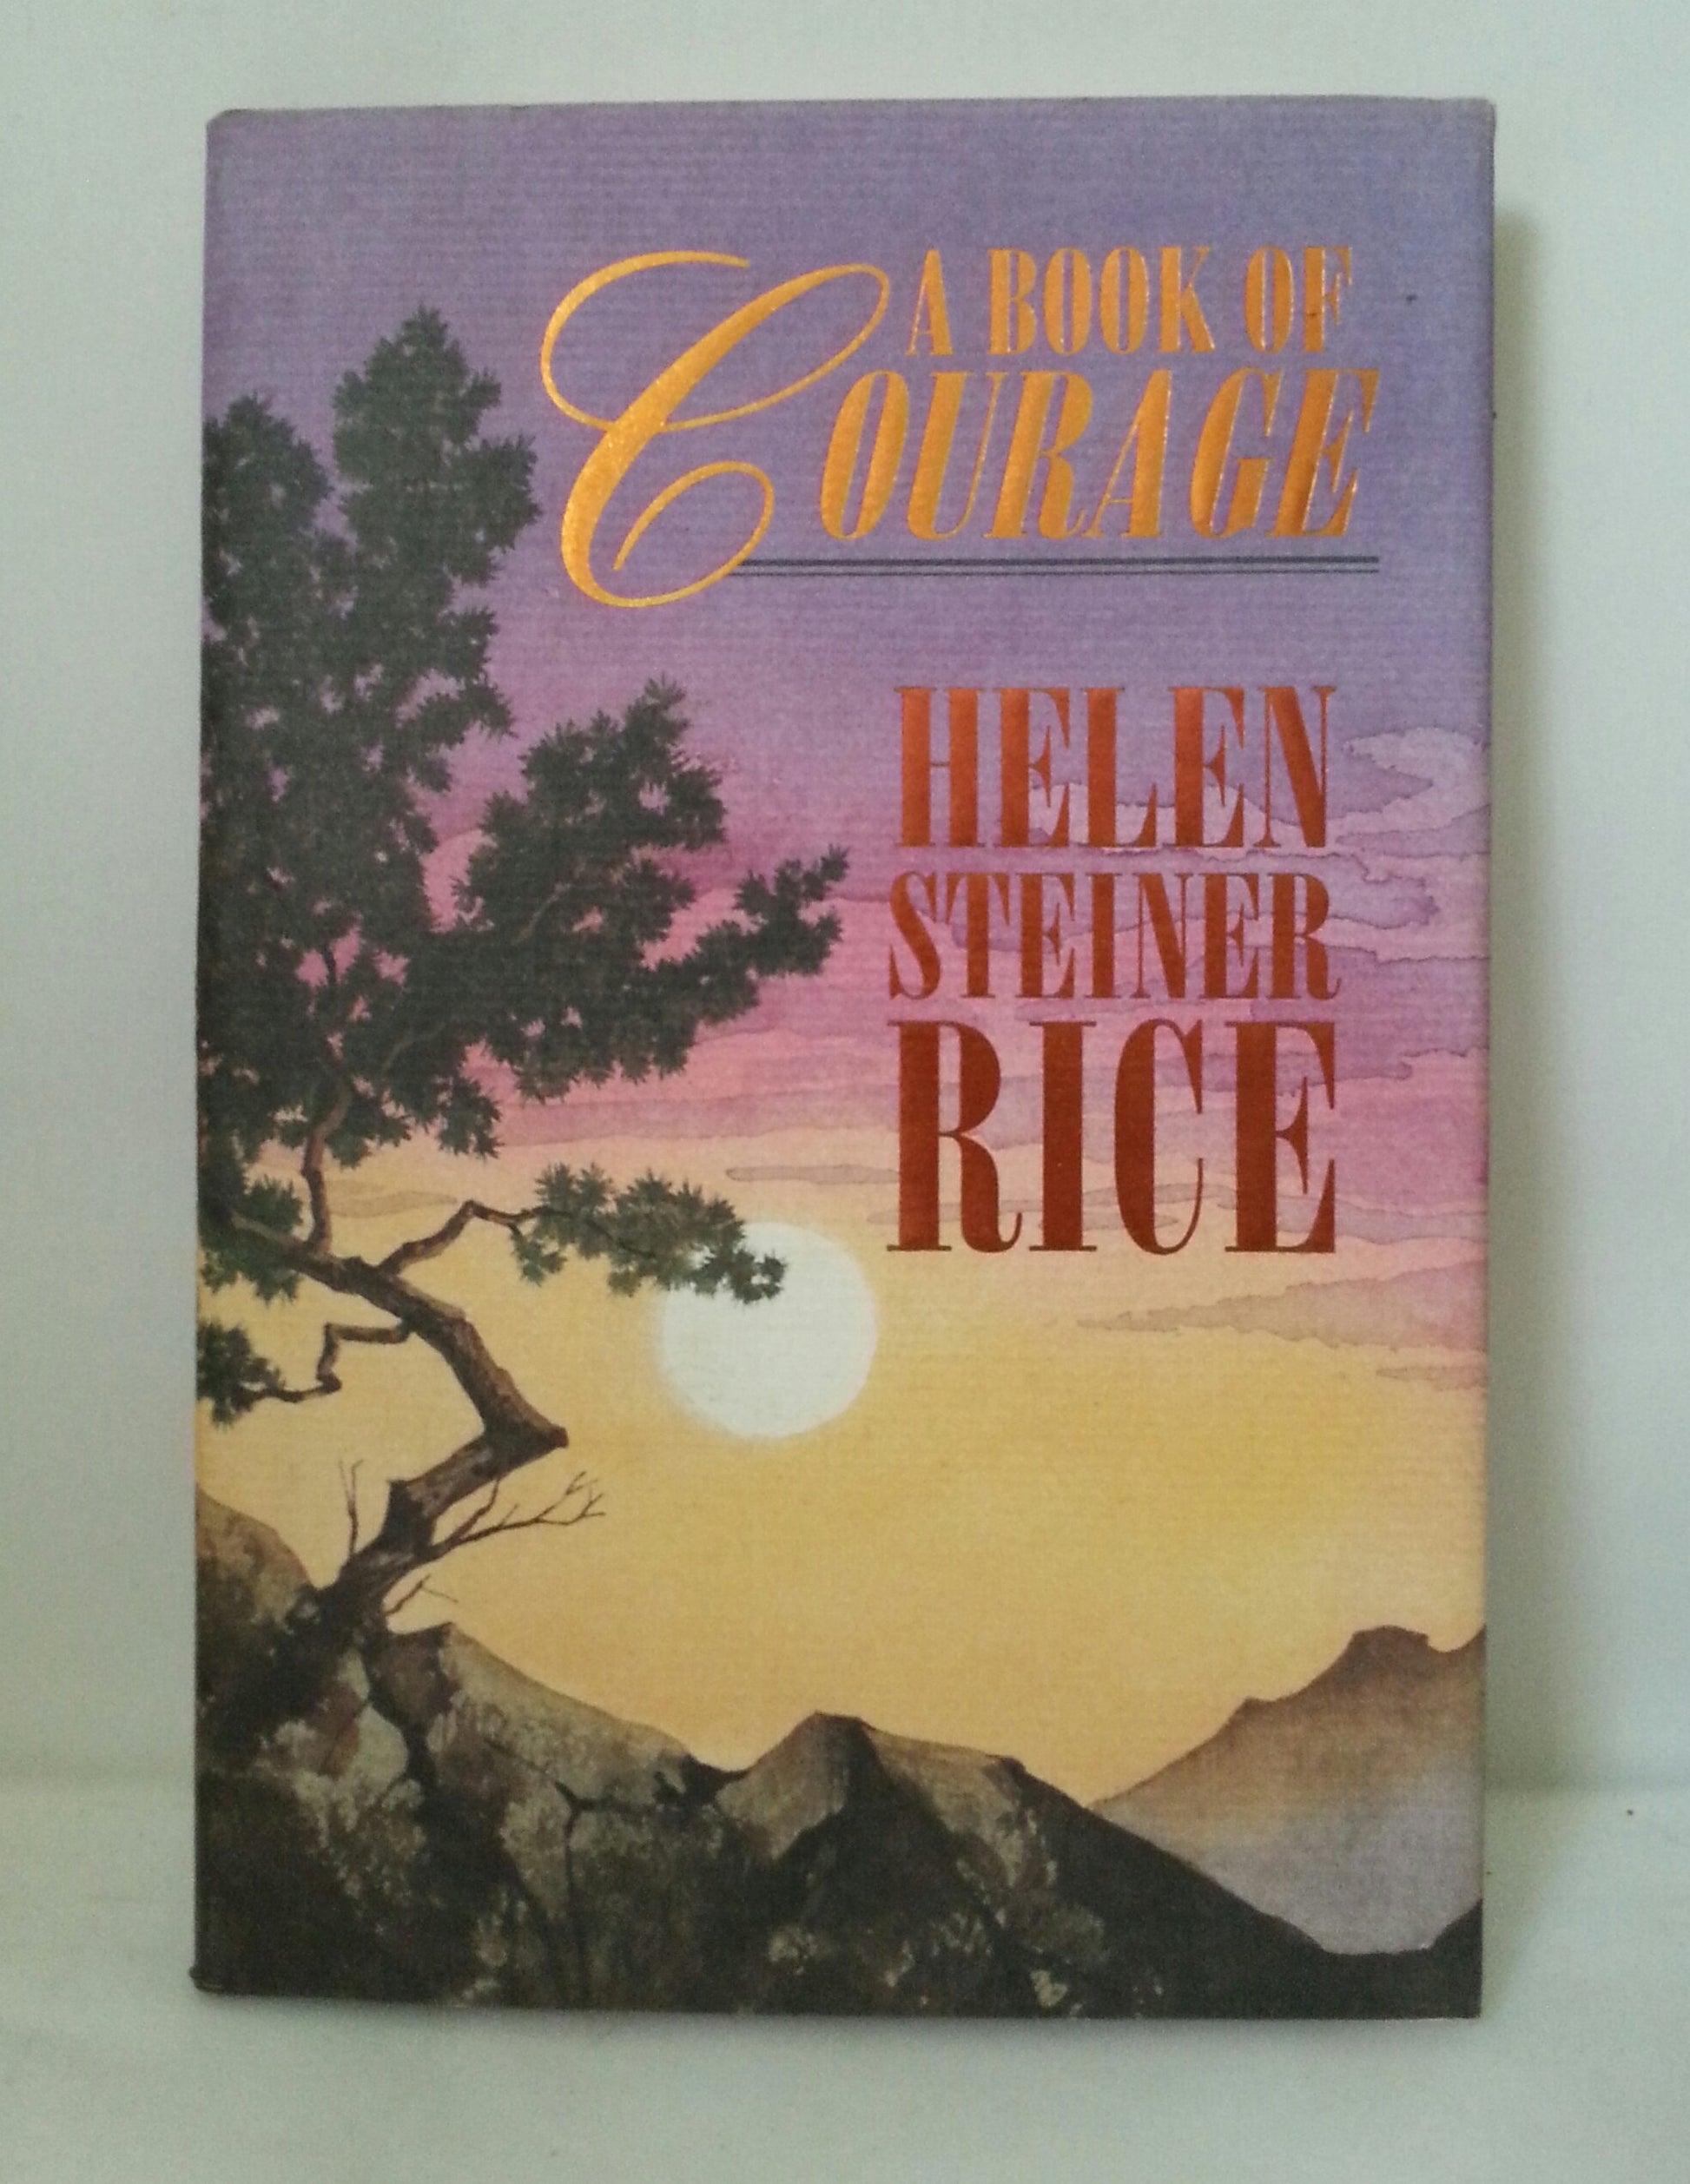 A BOOK OF
COURAGE
HELEN
STEINER
RICE